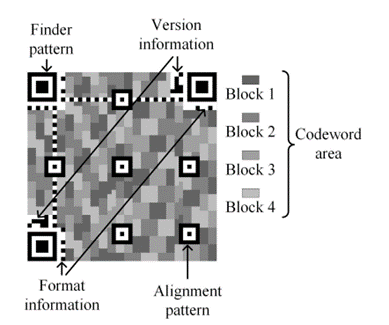 Finder
pattern
Version
information
Block 1
Block 2
Block 3
Block 4
Codeword
area
Format
information
Alignment
pattern